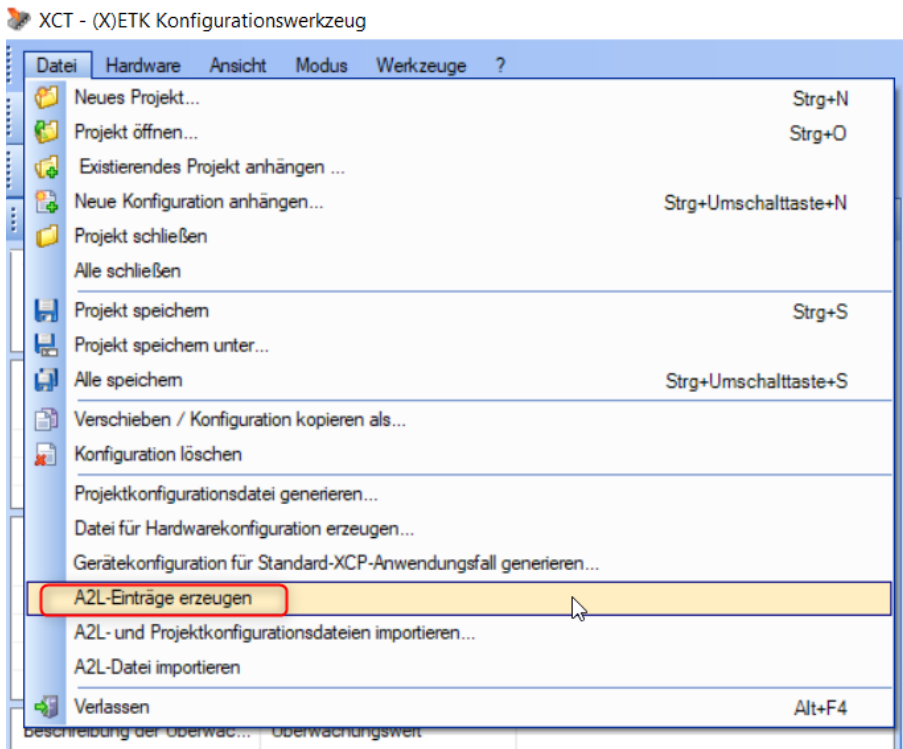 XCT - (X)ETK Konfigurationswerkzeug
Datei Hardware Ansicht Modus Werkzeuge ?
Neues Projekt... Strg+N
Projekt öffnen... Strg+O
Existierendes Projekt anhängen ...
Neue Konfiguration anhängen... Strg+Umschalttaste+N
Projekt schließen
Alle schließen
Projekt speichern Strg+S
Projekt speichern unter...
Alle speichern Strg+Umschalttaste+S
Verschieben / Konfiguration kopieren als...
Konfiguration löschen
Projektkonfigurationsdatei generieren...
Datei für Hardwarekonfiguration erzeugen...
Gerätekonfiguration für Standard-XCP-Anwendungsfall generieren...
A2L-Einträge erzeugen
A2L- und Projektkonfigurationsdateien importieren...
A2L-Datei importieren
Verlassen Alt+F4
Beschreibung der Überwac... Überwachungswert